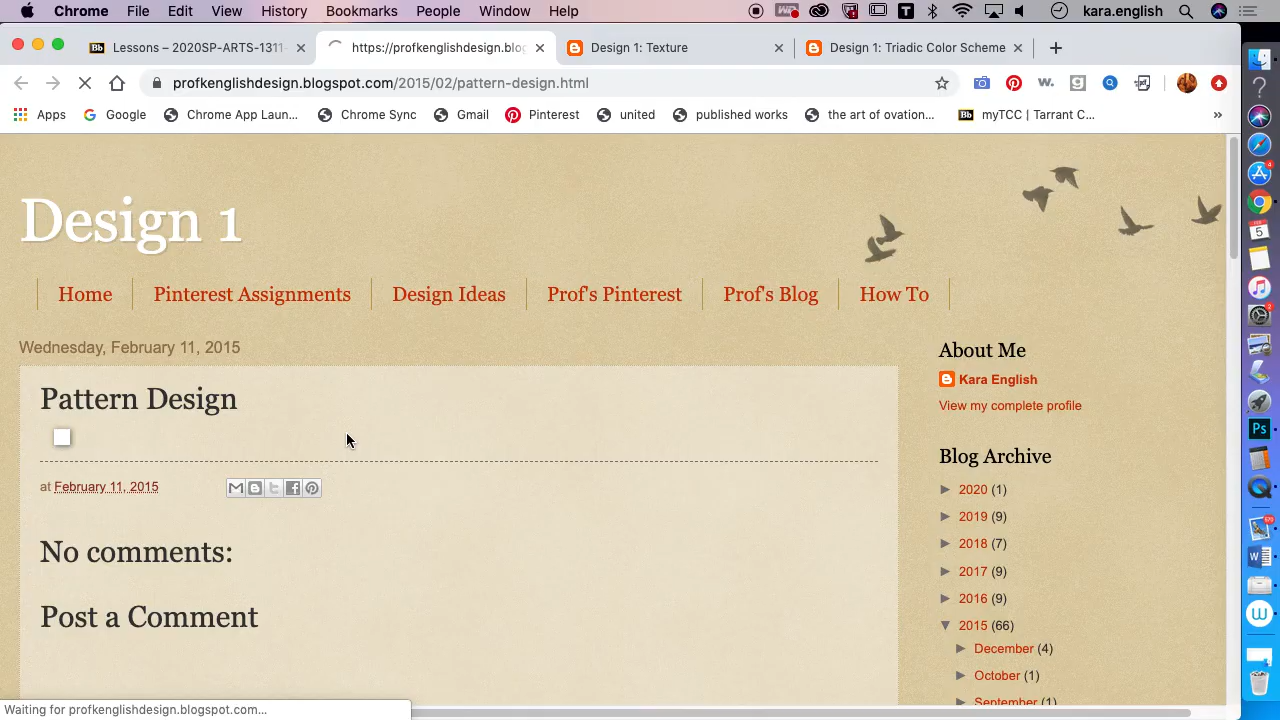 Chrome File Edit View History Bookmarks People Window Help kara.english
Lessons – 2020SP-ARTS-1311- https://profkenglishdesign.blog Design 1: Texture Design 1: Triadic Color Scheme
profkenglishdesign.blogspot.com/2015/02/pattern-design.html
Apps Google Chrome App Laun... Chrome Sync Gmail Pinterest united published works the art of ovation... Bb myTCC | Tarrant C... »
Design 1
Home Pinterest Assignments Design Ideas Prof's Pinterest Prof's Blog How To
Wednesday, February 11, 2015
Pattern Design
at February 11, 2015
No comments:
Post a Comment
About Me
Kara English
View my complete profile
Blog Archive
► 2020 (1)
► 2019 (9)
► 2018 (7)
► 2017 (9)
► 2016 (9)
▼ 2015 (66)
► December (4)
► October (1)
► September (1)
Waiting for profkenglishdesign.blogspot.com...